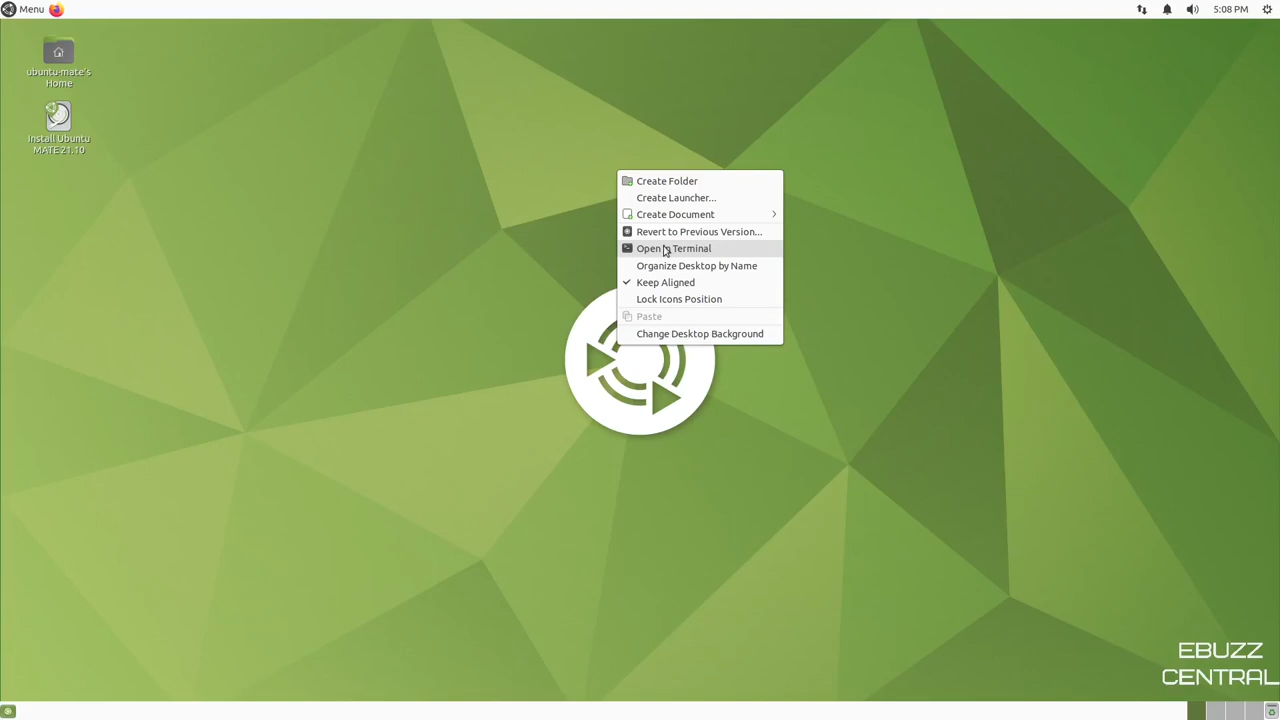 Menu
5:08 PM
ubuntu-mate's
Home
Install Ubuntu
MATE 21.10
Create Folder
Create Launcher...
Create Document
Revert to Previous Version...
Open in Terminal
Organize Desktop by Name
Keep Aligned
Lock Icons Position
Paste
Change Desktop Background
EBUZZ
CENTRAL